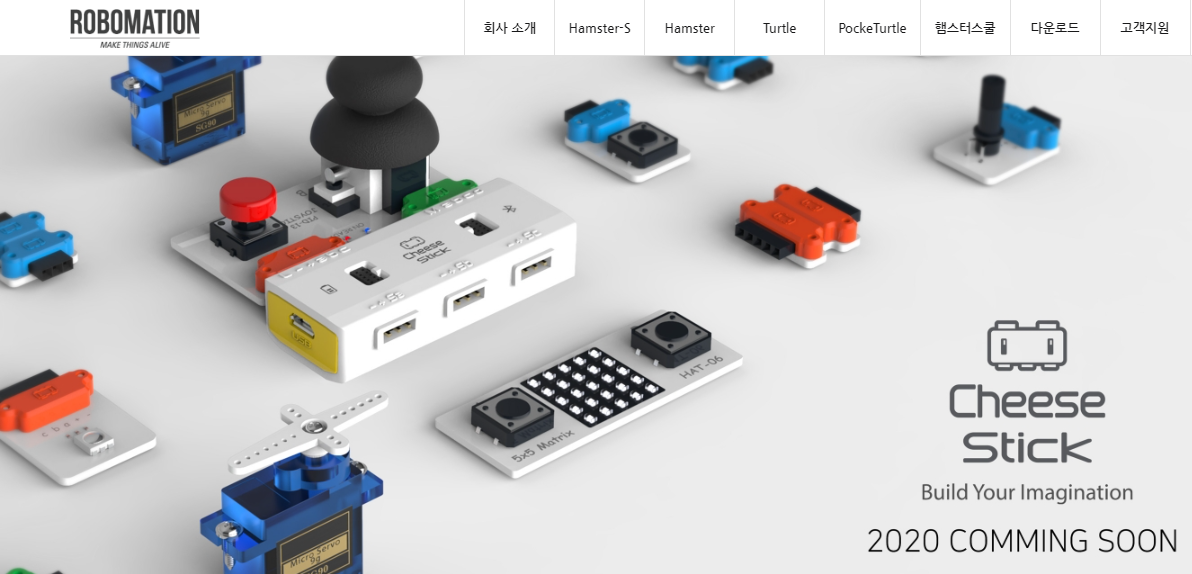 ROBOMATION
MAKE THINGS ALIVE
회사 소개
Hamster-S
Hamster
Turtle
PockeTurtle
햄스터스쿨
다운로드
고객지원
Micro Servo
9g
SG90
Cheese
Stick
5x5 Matrix
HAT-06
Micro Servo
9g
SG90
Cheese
Stick
Build Your Imagination
2020 COMMING SOON